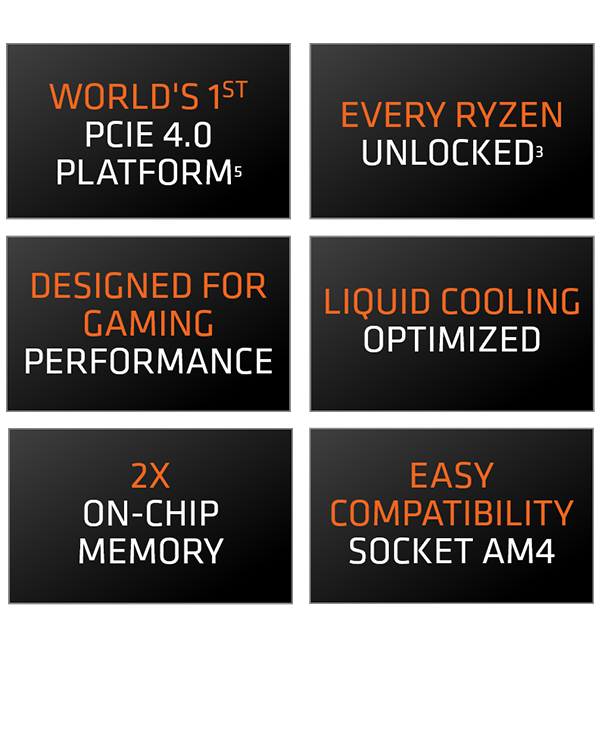 WORLD'S 1ST
PCIE 4.0
PLATFORM5
EVERY RYZEN
UNLOCKED3
DESIGNED FOR
GAMING
PERFORMANCE
LIQUID COOLING
OPTIMIZED
2X
ON-CHIP
MEMORY
EASY
COMPATIBILITY
SOCKET AM4